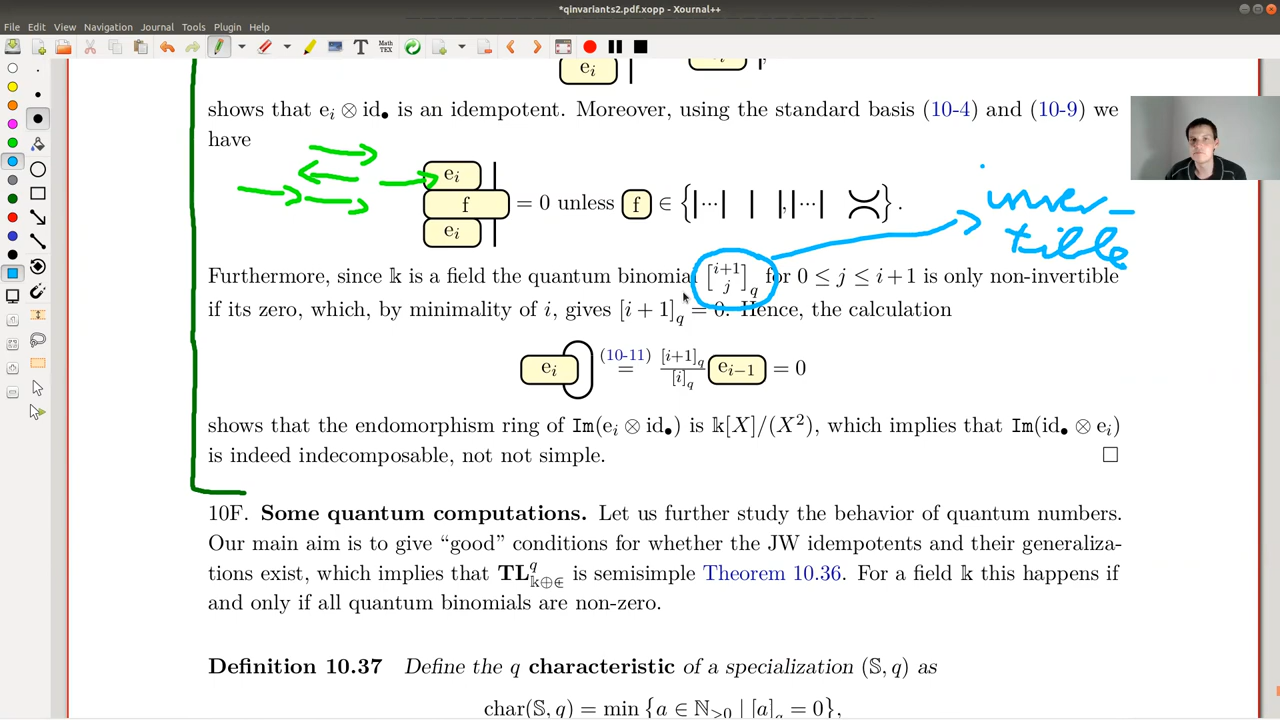 *qinvariants2.pdf.xopp - Xournal++
File Edit View Navigation Journal Tools Plugin Help
T Math TEX
e_i
shows that e_i ⊗ id_• is an idempotent. Moreover, using the standard basis (10-4) and (10-9) we
have
e_i
f = 0 unless f ∈ {|···| | |,|···| }.
e_i
inver-
tible
Furthermore, since 𝕜 is a field the quantum binomial [i+1 j]_q for 0 ≤ j ≤ i + 1 is only non-invertible
if its zero, which, by minimality of i, gives [i + 1]_q = 0. Hence, the calculation
e_i (10-11) = [i+1]_q / [i]_q e_{i−1} = 0
shows that the endomorphism ring of Im(e_i ⊗ id_•) is 𝕜[X]/(X²), which implies that Im(id_• ⊗ e_i)
is indeed indecomposable, not not simple. □
10F. Some quantum computations. Let us further study the behavior of quantum numbers.
Our main aim is to give “good” conditions for whether the JW idempotents and their generaliza-
tions exist, which implies that is semisimple Theorem 10.36. For a field 𝕜 this happens if
and only if all quantum binomials are non-zero.
Definition 10.37 Define the q characteristic of a specialization (𝕊, q) as
char(𝕊, q) = min {a ∈ ℕ_{>0} | [a]_q = 0},